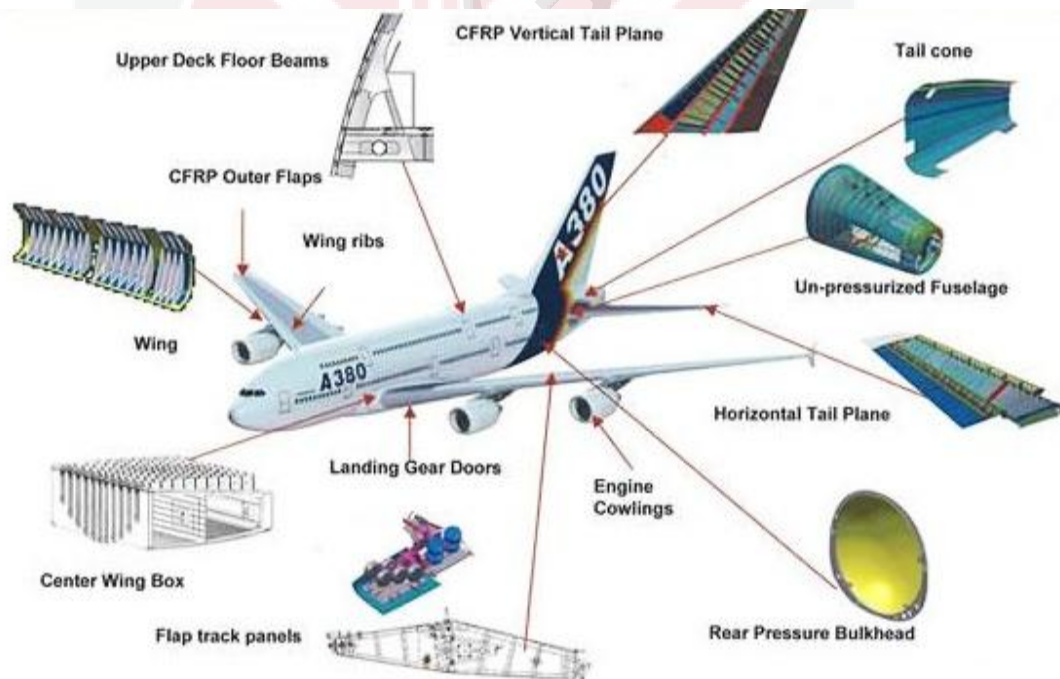 CFRP Vertical Tail Plane
Upper Deck Floor Beams
Tail cone
CFRP Outer Flaps
Wing ribs
A380
Un-pressurized Fuselage
Wing
A380
Horizontal Tail Plane
Landing Gear Doors
Engine
Cowlings
Center Wing Box
Flap track panels
Rear Pressure Bulkhead